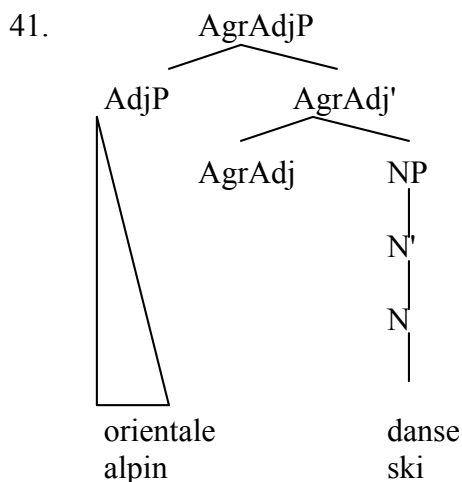 41. AgrAdjP
AdjP AgrAdj'
AgrAdj NP
N'
N
orientale danse
alpin ski